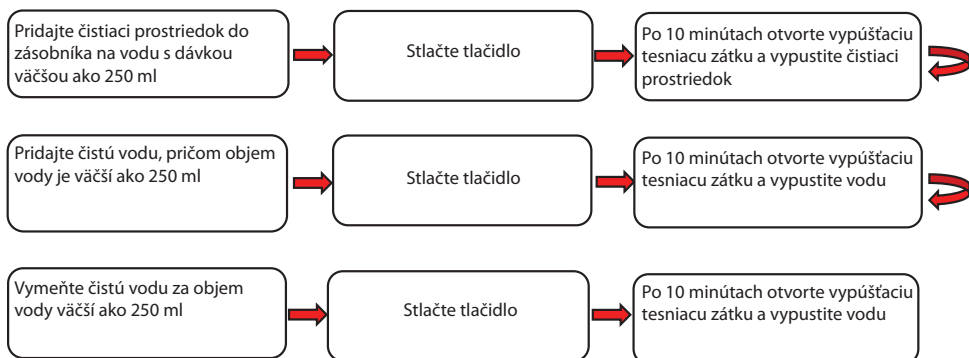 Pridajte čistiaci prostriedok do
zásobníka na vodu s dávkou
väčšou ako 250 ml
Stlačte tlačidlo
Po 10 minútach otvorte vypúšťaciu
tesniacu zátku a vypustite čistiaci
prostriedok
Pridajte čistú vodu, pričom objem
vody je väčší ako 250 ml
Stlačte tlačidlo
Po 10 minútach otvorte vypúšťaciu
tesniacu zátku a vypustite vodu
Vymeňte čistú vodu za objem
vody väčší ako 250 ml
Stlačte tlačidlo
Po 10 minútach otvorte vypúšťaciu
tesniacu zátku a vypustite vodu